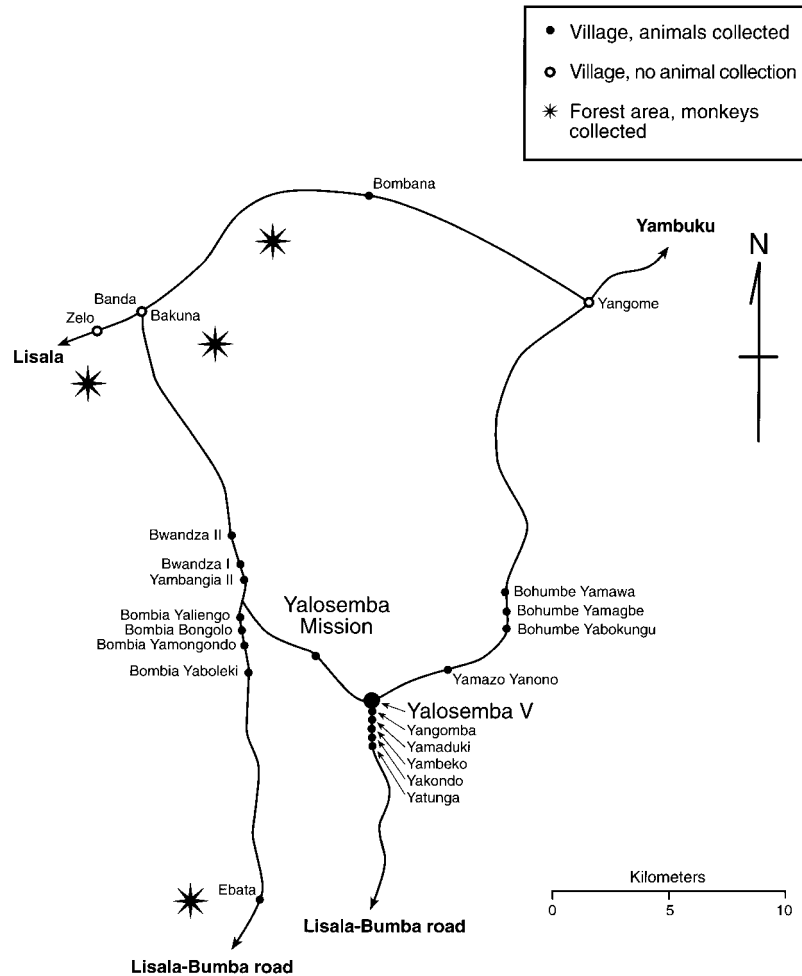 Village, animals collected
Village, no animal collection
Forest area, monkeys
collected
Bombana
Yambuku
N
Banda
Zelo
Bakuna
Yangome
Lisala
Bwandza II
Bwandza I
Yambangia II
Bohumbe Yamawa
Yalosemba
Mission
Bombia Yaliengo
Bohumbe Yamagbe
Bombia Bongolo
Bohumbe Yabokungu
Bombia Yamongondo
Bombia Yaboleki
Yamazo Yanono
Yalosemba V
Yangomba
Yamaduki
Yambeko
Yakondo
Yatunga
Kilometers
0 5 10
Ebata
Lisala-Bumba road
Lisala-Bumba road